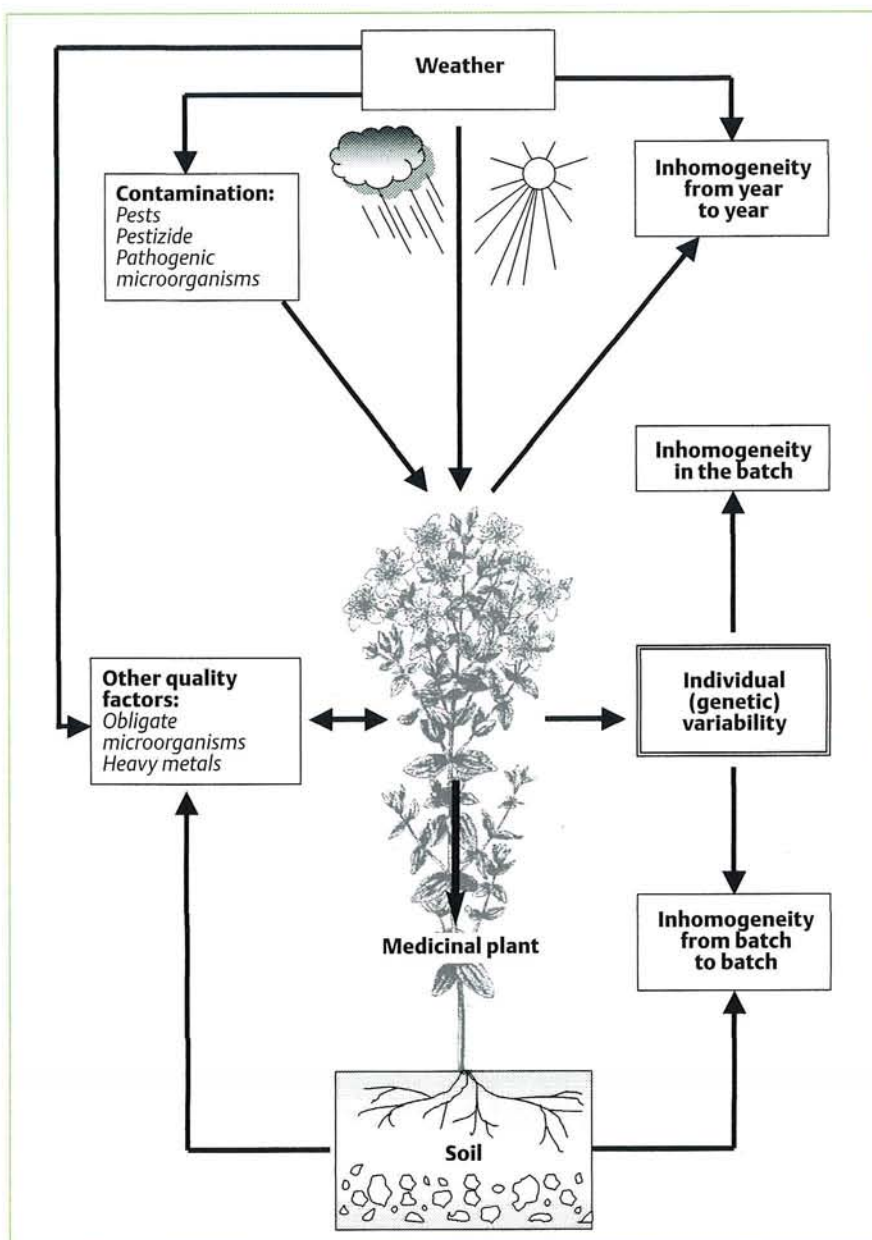 Weather
Contamination:
Pests
Pestizide
Pathogenic
microorganisms
Inhomogeneity
from year
to year
Inhomogeneity
in the batch
Other quality
factors:
Obligate
microorganisms
Heavy metals
Individual
(genetic)
variability
Medicinal plant
Inhomogeneity
from batch
to batch
Soil